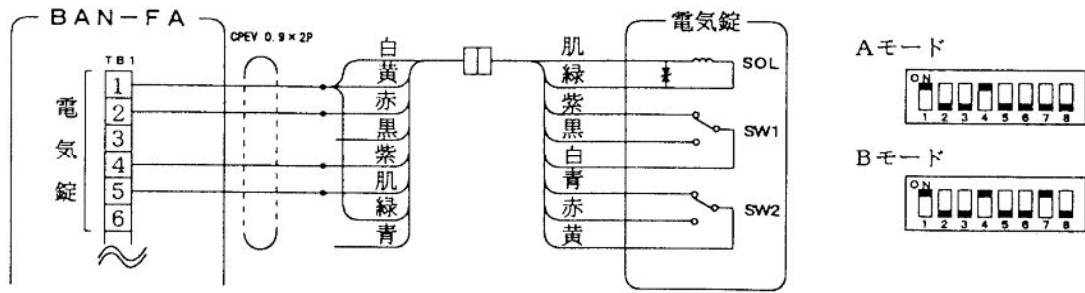 BAN-FA
電気錠
CPEV 0.9×2P
TB1
電気錠
1
2
3
4
5
6
白
黄
赤
黒
紫
肌
緑
青
肌
緑
紫
黒
白
青
赤
黄
SOL
SW1
SW2
Aモード
ON
1 2 3 4 5 6 7 8
Bモード
ON
1 2 3 4 5 6 7 8